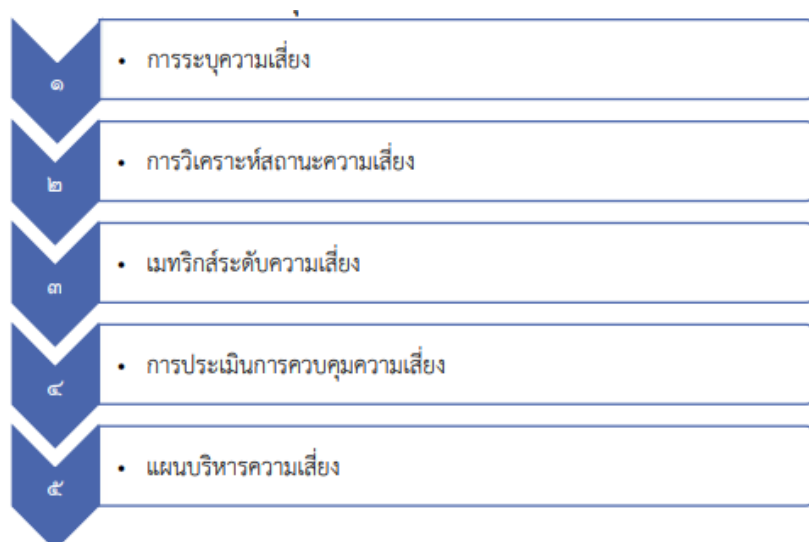 ๑
• การระบุความเสี่ยง
๒
• การวิเคราะห์สถานะความเสี่ยง
๓
• เมทริกส์ระดับความเสี่ยง
๔
• การประเมินการควบคุมความเสี่ยง
๕
• แผนบริหารความเสี่ยง